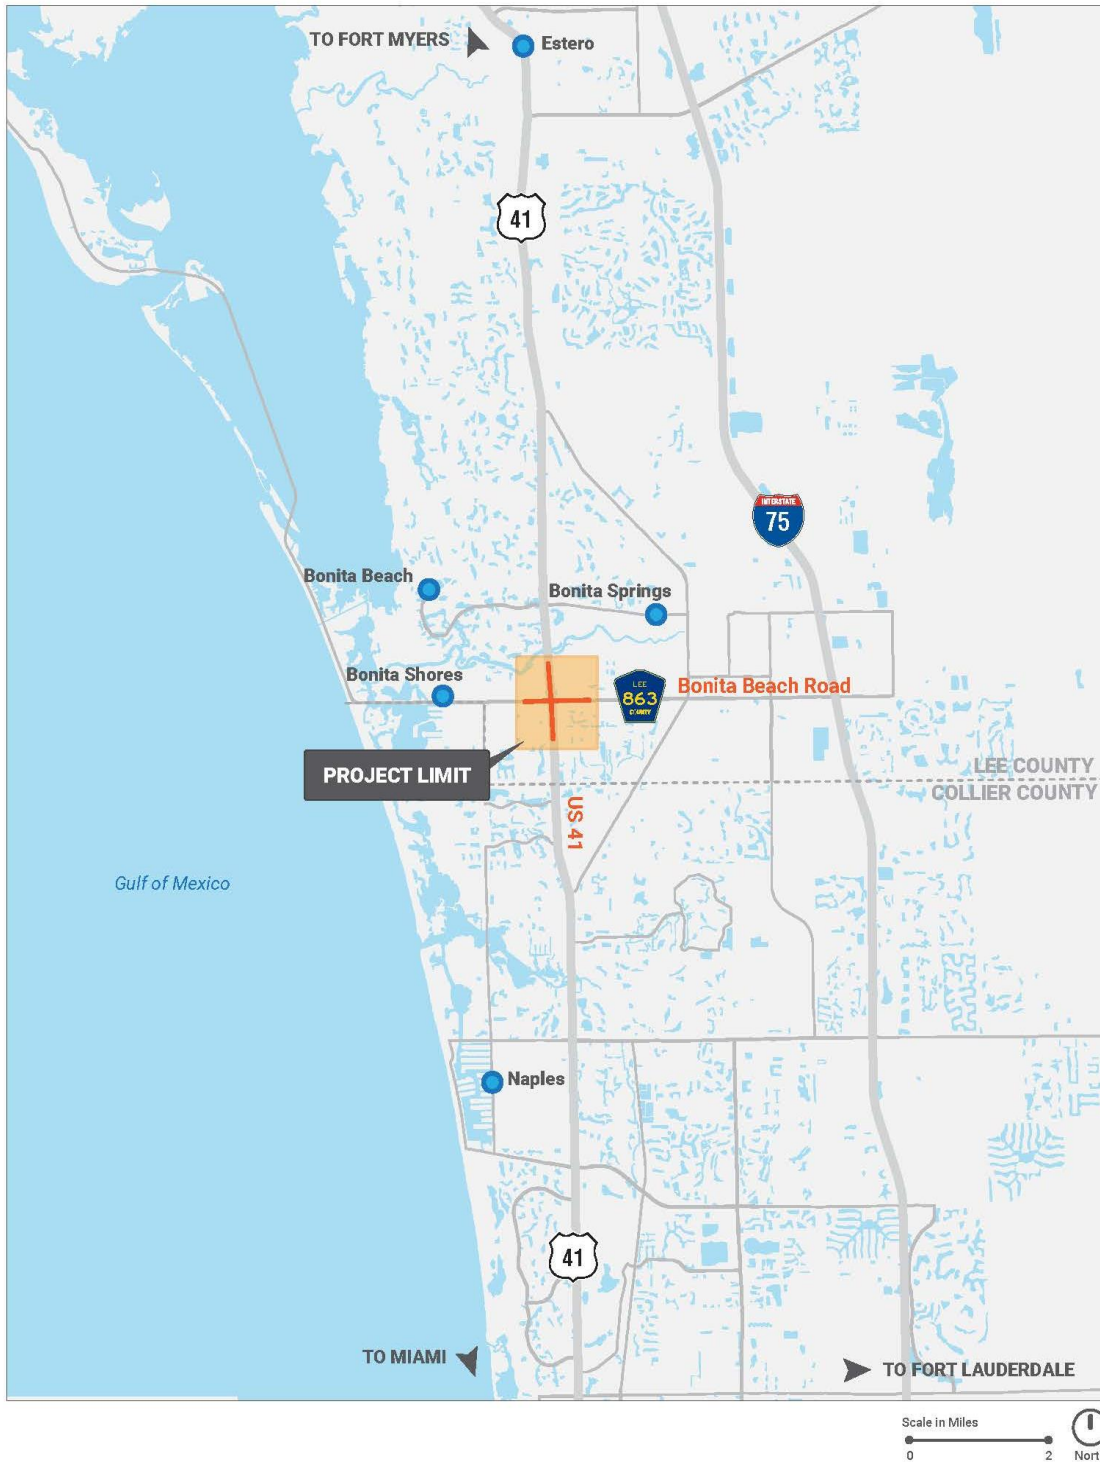 TO FORT MYERS
Estero
41
INTERSTATE
75
Bonita Beach
Bonita Springs
Bonita Shores
LEE
863
COUNTY
Bonita Beach Road
PROJECT LIMIT
LEE COUNTY
COLLIER COUNTY
US 41
Gulf of Mexico
Naples
41
TO MIAMI
TO FORT LAUDERDALE
Scale in Miles
0
2
Nort